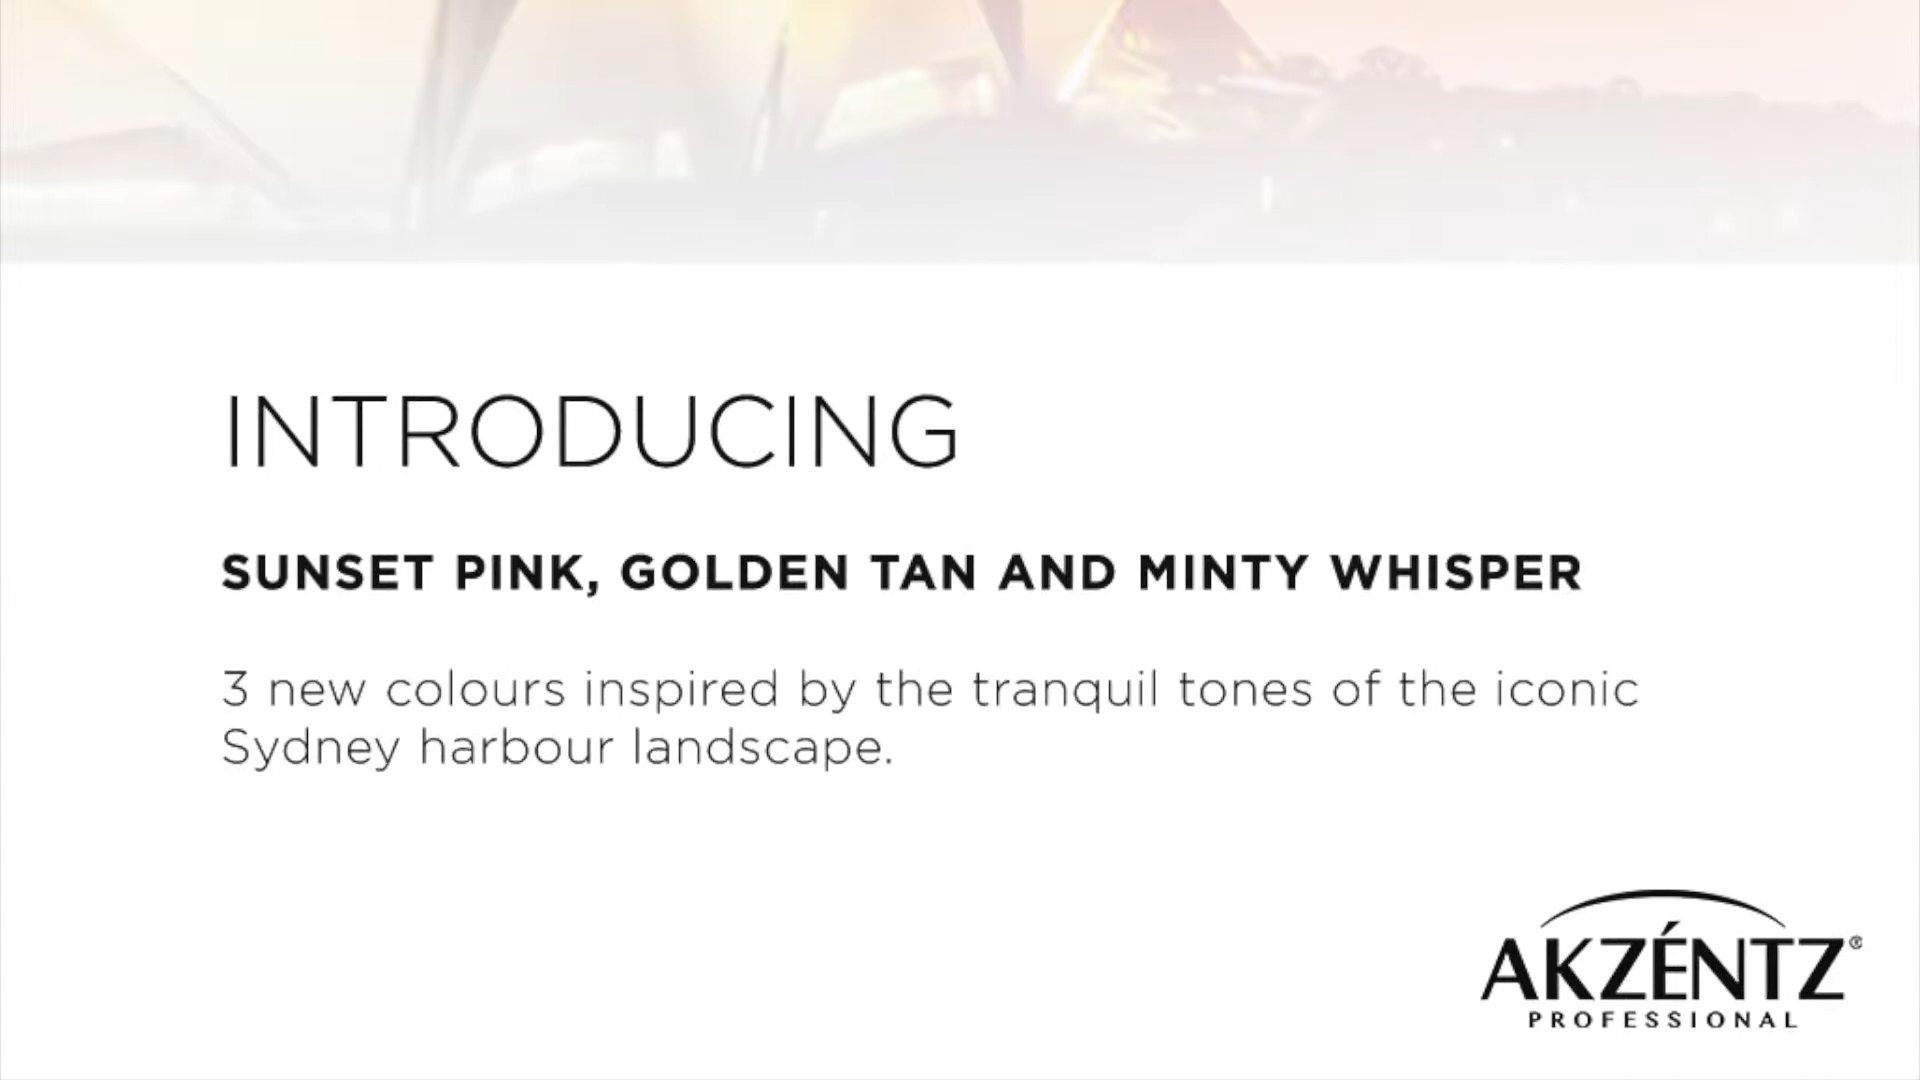 INTRODUCING
SUNSET PINK, GOLDEN TAN AND MINTY WHISPER
3 new colours inspired by the tranquil tones of the iconic
Sydney harbour landscape.
AKZÉNTZ®
PROFESSIONAL